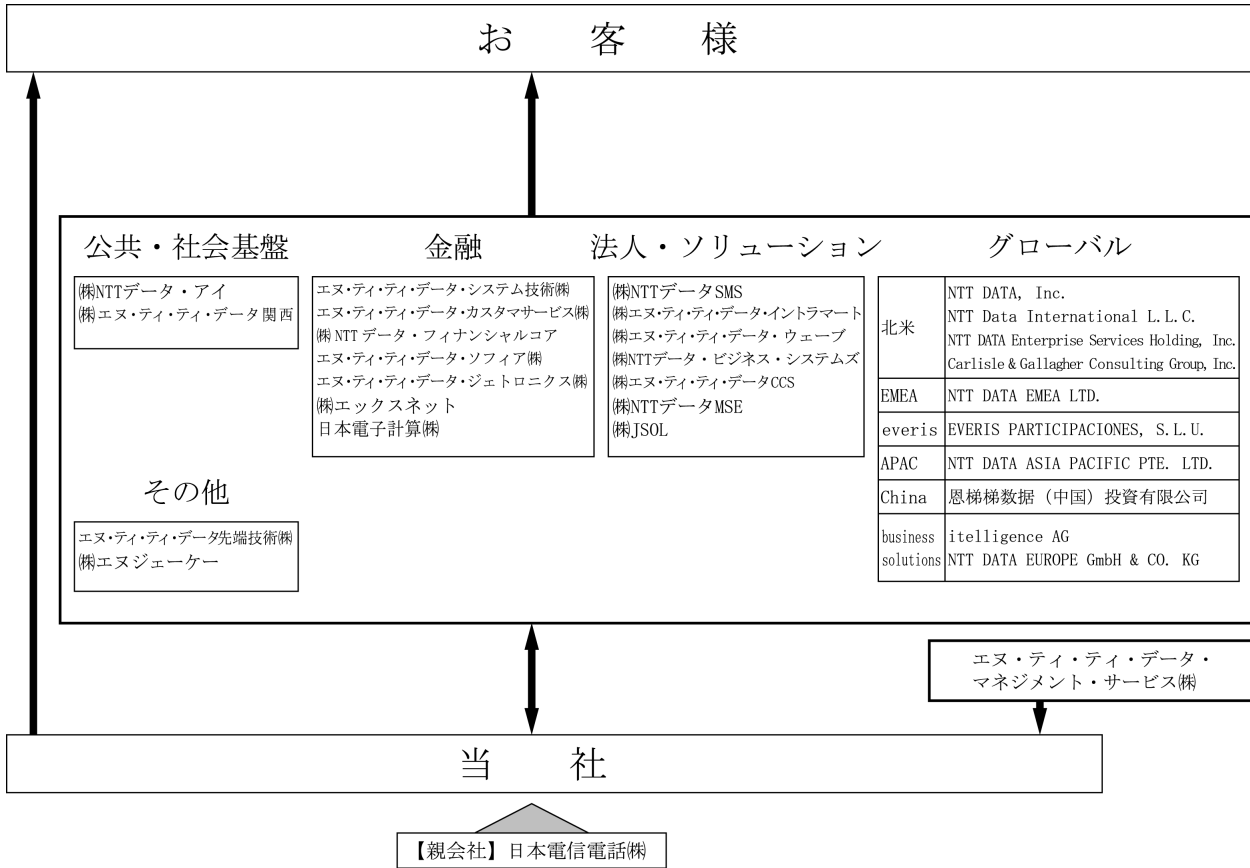 お客様
公共・社会基盤
㈱NTTデータ・アイ
㈱エヌ・ティ・ティ・データ関西
金融
エヌ・ティ・ティ・データ・システム技術㈱
エヌ・ティ・ティ・データ・カスタマサービス㈱
㈱NTTデータ・フィナンシャルコア
エヌ・ティ・ティ・データ・ソフィア㈱
エヌ・ティ・ティ・データ・ジェトロニクス㈱
㈱エックスネット
日本電子計算㈱
法人・ソリューション
㈱NTTデータSMS
㈱エヌ・ティ・ティ・データ・イントラマート
㈱エヌ・ティ・ティ・データ・ウェーブ
㈱NTTデータ・ビジネス・システムズ
㈱エヌ・ティ・ティ・データCCS
㈱NTTデータMSE
㈱JSOL
グローバル
北米
NTT DATA, Inc.
NTT Data International L.L.C.
NTT DATA Enterprise Services Holding, Inc.
Carlisle & Gallagher Consulting Group, Inc.
EMEA NTT DATA EMEA LTD.
everis EVERIS PARTICIPACIONES, S.L.U.
APAC NTT DATA ASIA PACIFIC PTE. LTD.
China 恩梯梯数据（中国）投資有限公司
business itelligence AG
solutions NTT DATA EUROPE GmbH & CO. KG
その他
エヌ・ティ・ティ・データ先端技術㈱
㈱エヌジェーケー
エヌ・ティ・ティ・データ・
マネジメント・サービス㈱
当社
【親会社】日本電信電話㈱